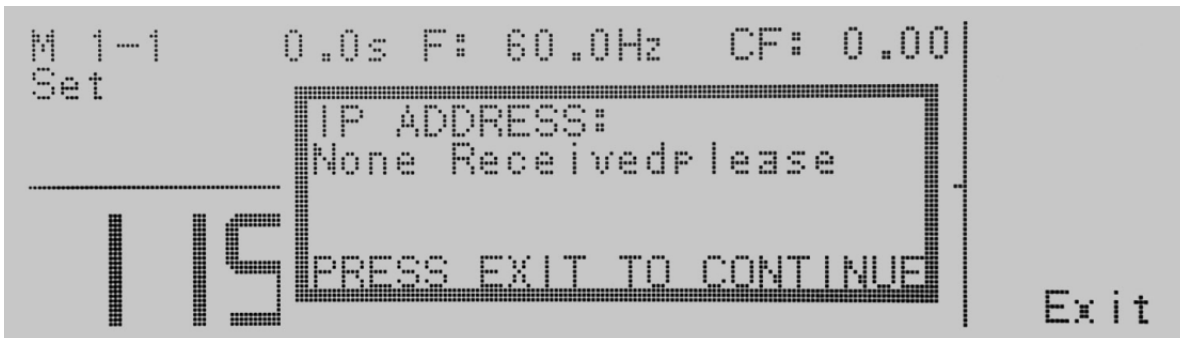 M 1-1 0.0s F: 60.0Hz CF: 0.00
Set
IP ADDRESS:
None Receivedplease
115
PRESS EXIT TO CONTINUE
Exit